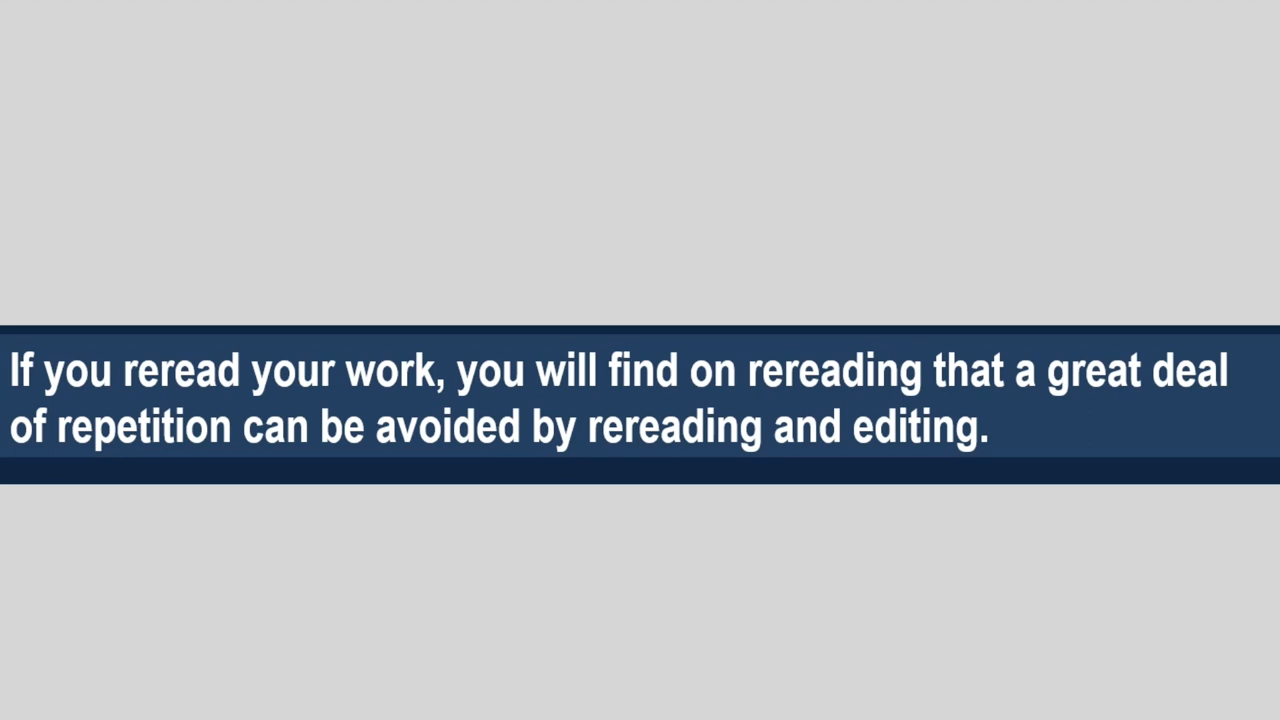 If you reread your work, you will find on rereading that a great deal
of repetition can be avoided by rereading and editing.